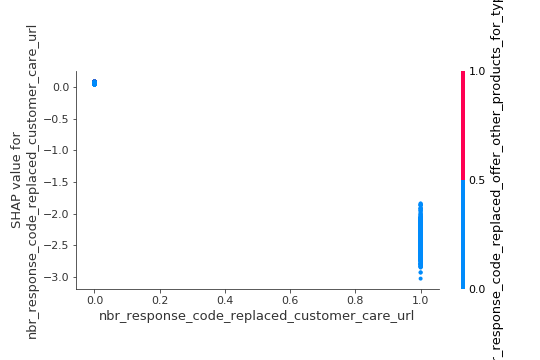 SHAP value for
nbr_response_code_replaced_customer_care_url
0.0
−0.5
−1.0
−1.5
−2.0
−2.5
−3.0
0.0 0.2 0.4 0.6 0.8 1.0
nbr_response_code_replaced_customer_care_url
1.0
0.5
0.0
r_response_code_replaced_offer_other_products_for_typ